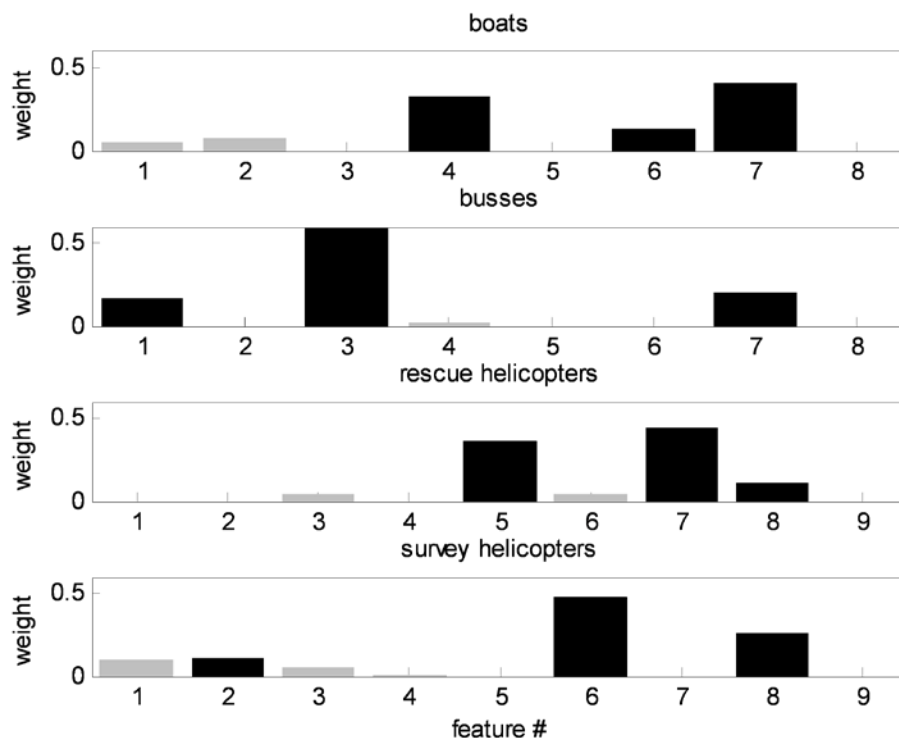 boats
0.5
weight
0
1 2 3 4 5 6 7 8
busses
0.5
weight
0
1 2 3 4 5 6 7 8
rescue helicopters
0.5
weight
0
1 2 3 4 5 6 7 8 9
survey helicopters
0.5
weight
0
1 2 3 4 5 6 7 8 9
feature #